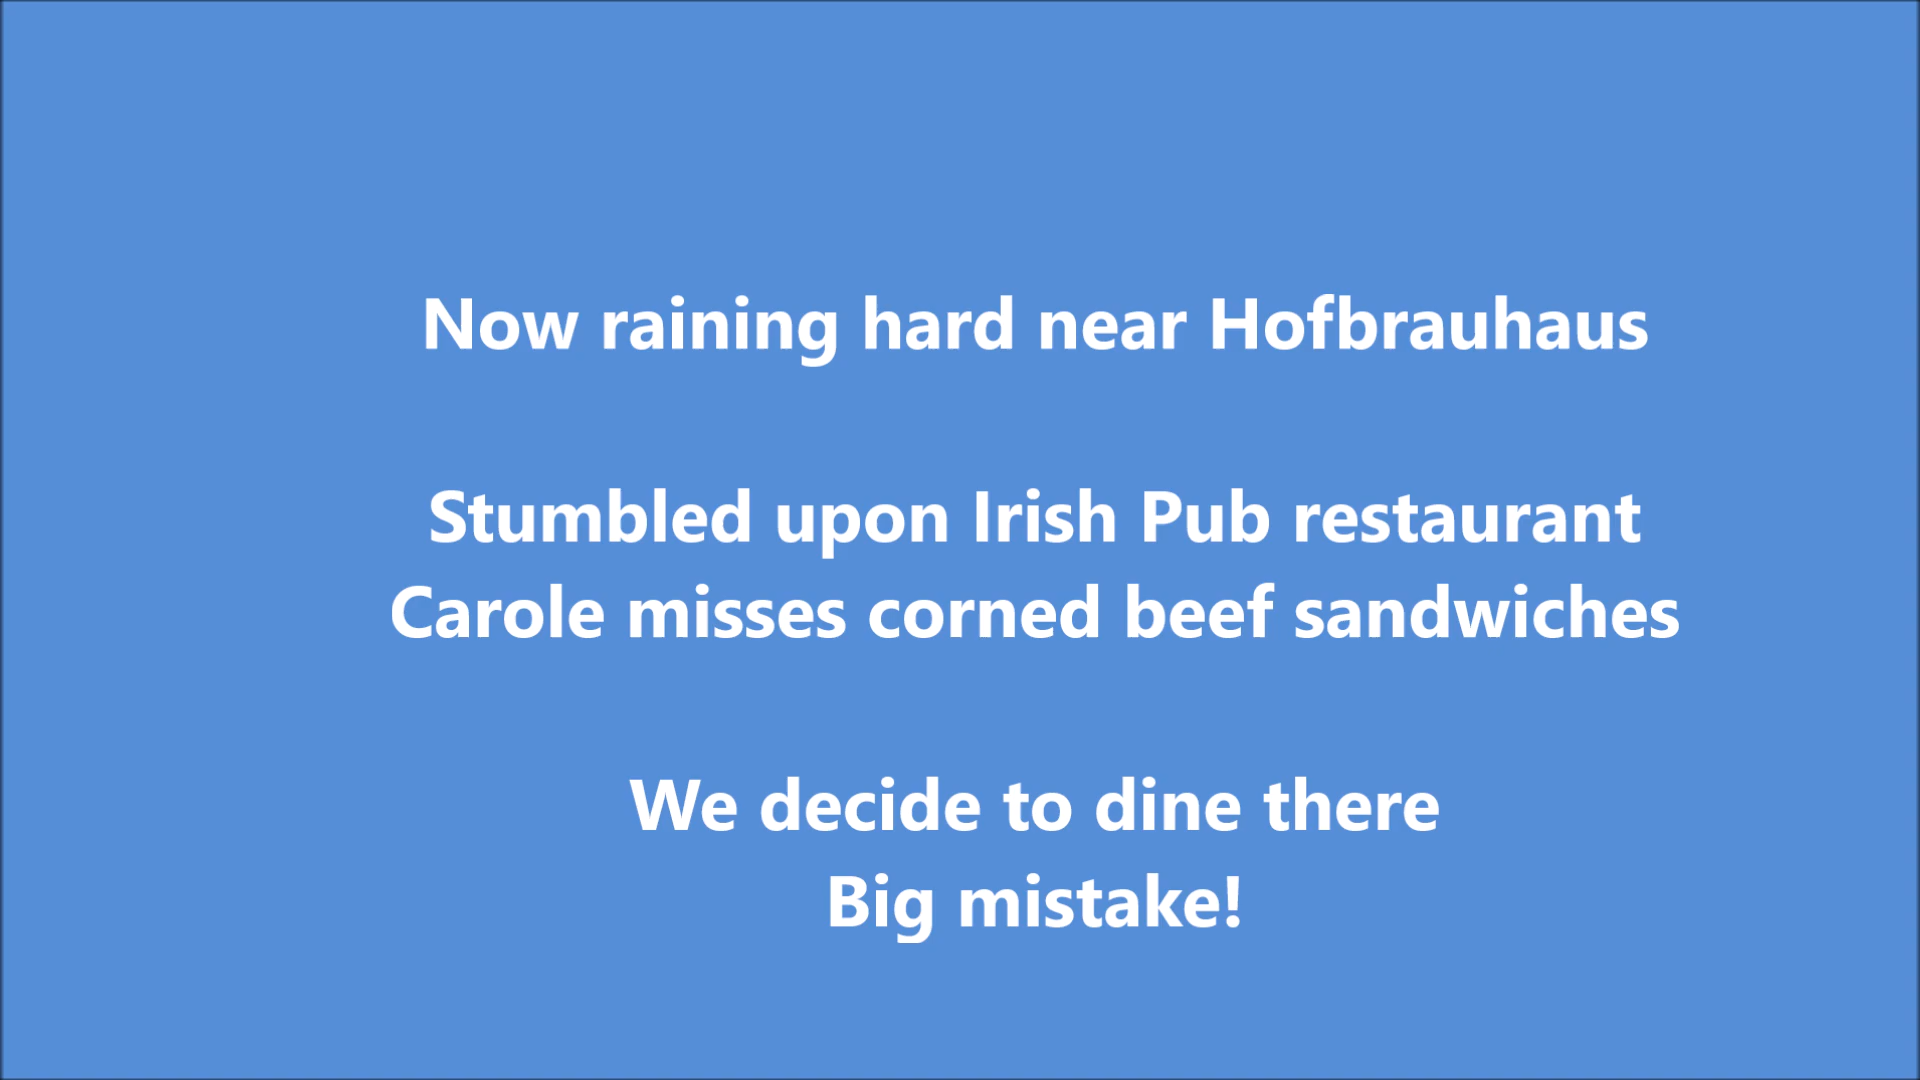 Now raining hard near Hofbrauhaus
Stumbled upon Irish Pub restaurant
Carole misses corned beef sandwiches
We decide to dine there
Big mistake!